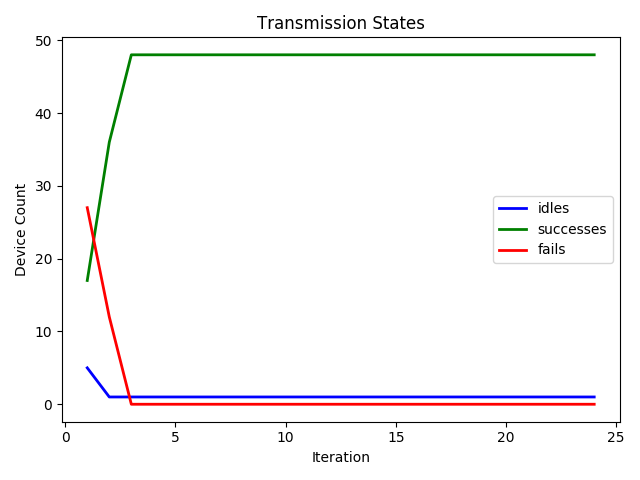 Transmission States
50
40
30
20
10
0
Device Count
idles
successes
fails
0 5 10 15 20 25
Iteration